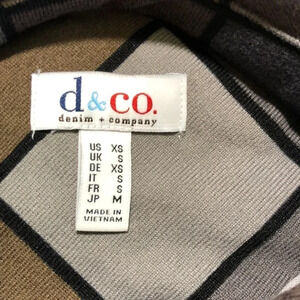 d&co.
denim + company
US XS
UK S
DE XS
IT S
FR S
JP M
MADE IN
VIETNAM